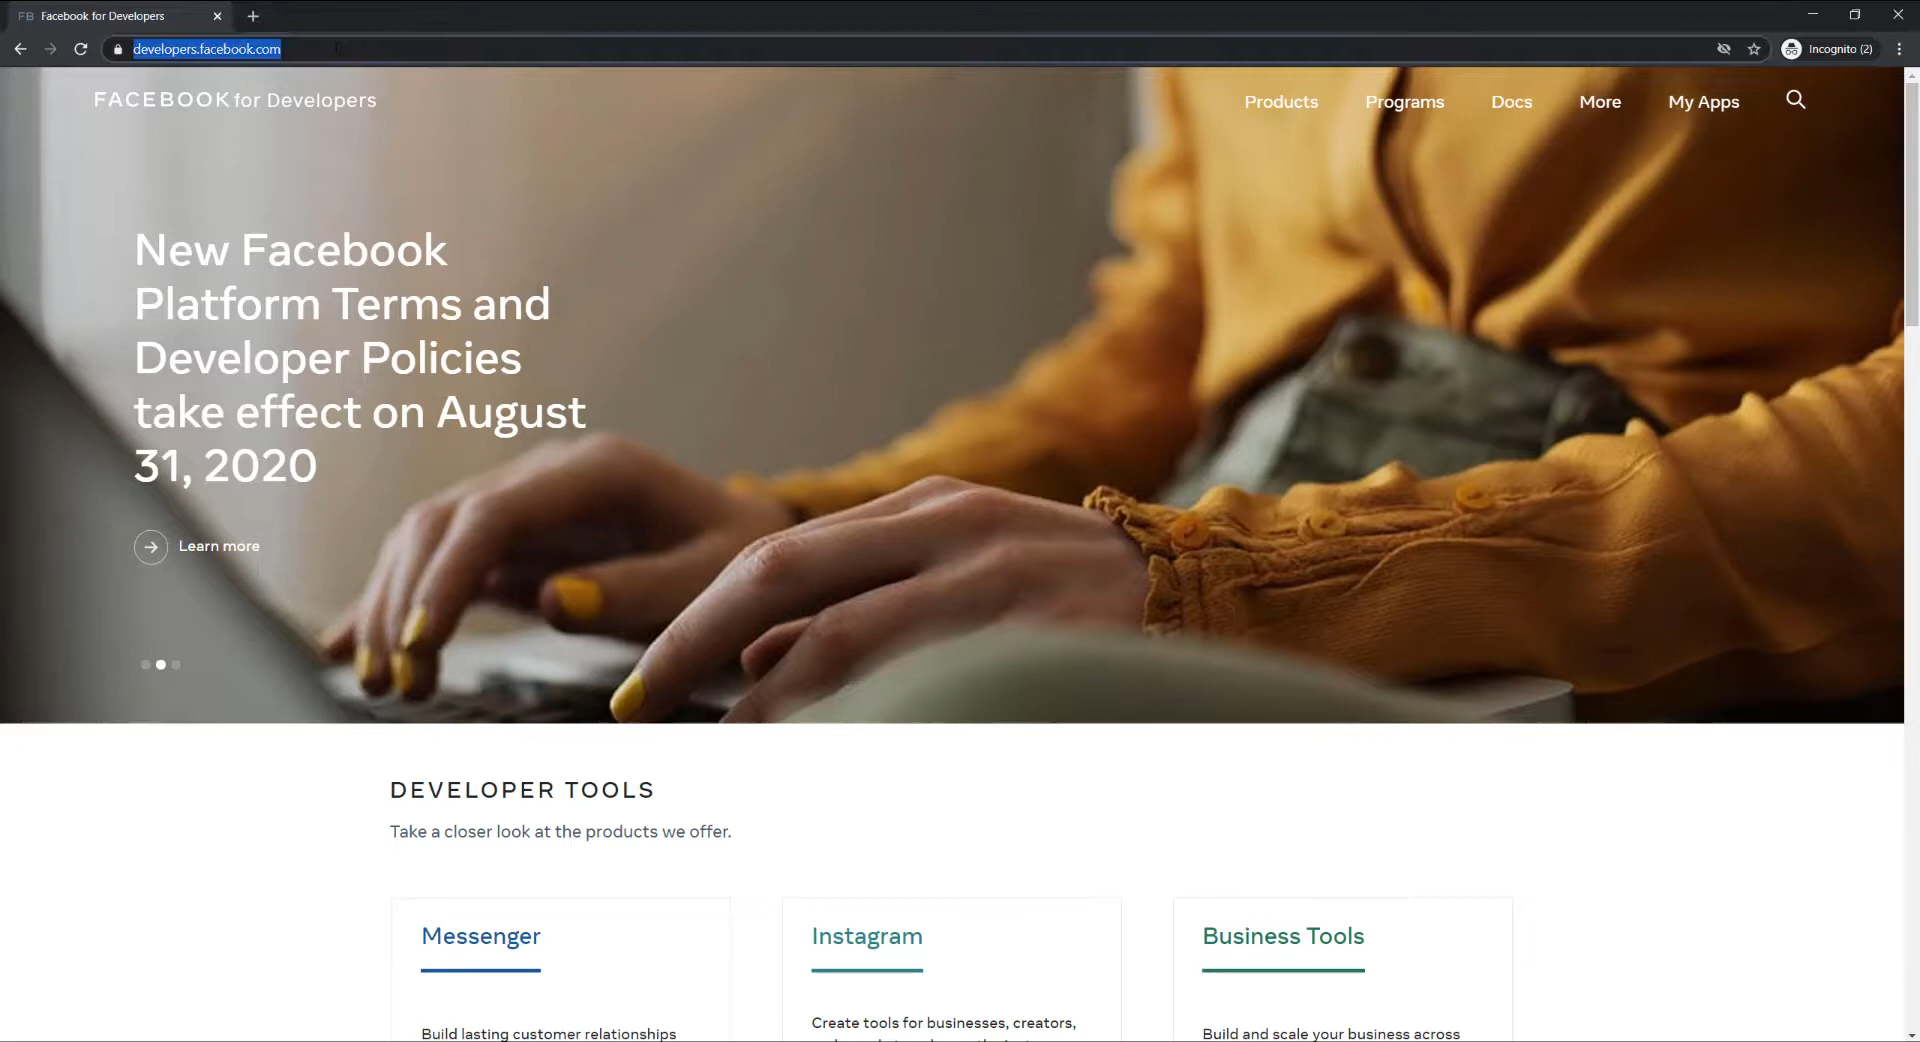 FB Facebook for Developers
developers.facebook.com
Incognito (2)
FACEBOOK for Developers
Products Programs Docs More My Apps
New Facebook
Platform Terms and
Developer Policies
take effect on August
31, 2020
Learn more
DEVELOPER TOOLS
Take a closer look at the products we offer.
Messenger
Build lasting customer relationships
Instagram
Create tools for businesses, creators,
Business Tools
Build and scale your business across